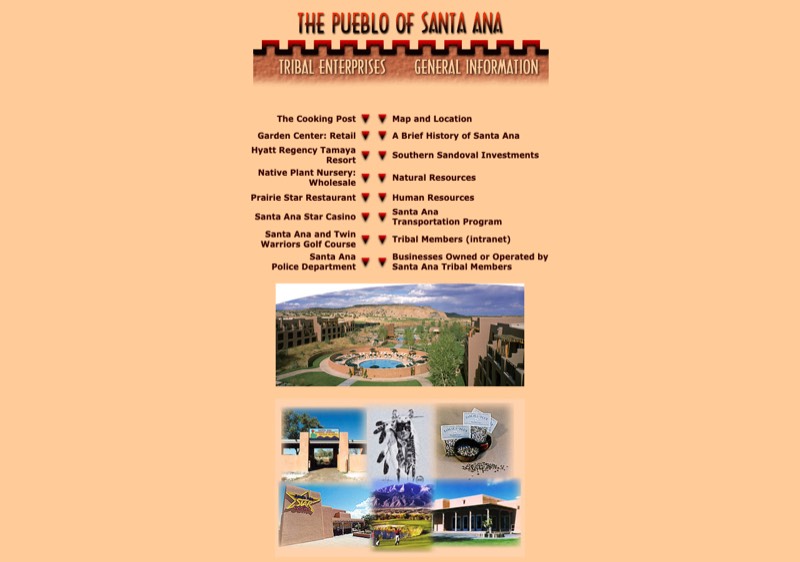 THE PUEBLO OF SANTA ANA
TRIBAL ENTERPRISES
GENERAL INFORMATION
The Cooking Post
Garden Center: Retail
Hyatt Regency Tamaya
Resort
Native Plant Nursery:
Wholesale
Prairie Star Restaurant
Santa Ana Star Casino
Santa Ana and Twin
Warriors Golf Course
Santa Ana
Police Department
Map and Location
A Brief History of Santa Ana
Southern Sandoval Investments
Natural Resources
Human Resources
Santa Ana
Transportation Program
Tribal Members (intranet)
Businesses Owned or Operated by
Santa Ana Tribal Members